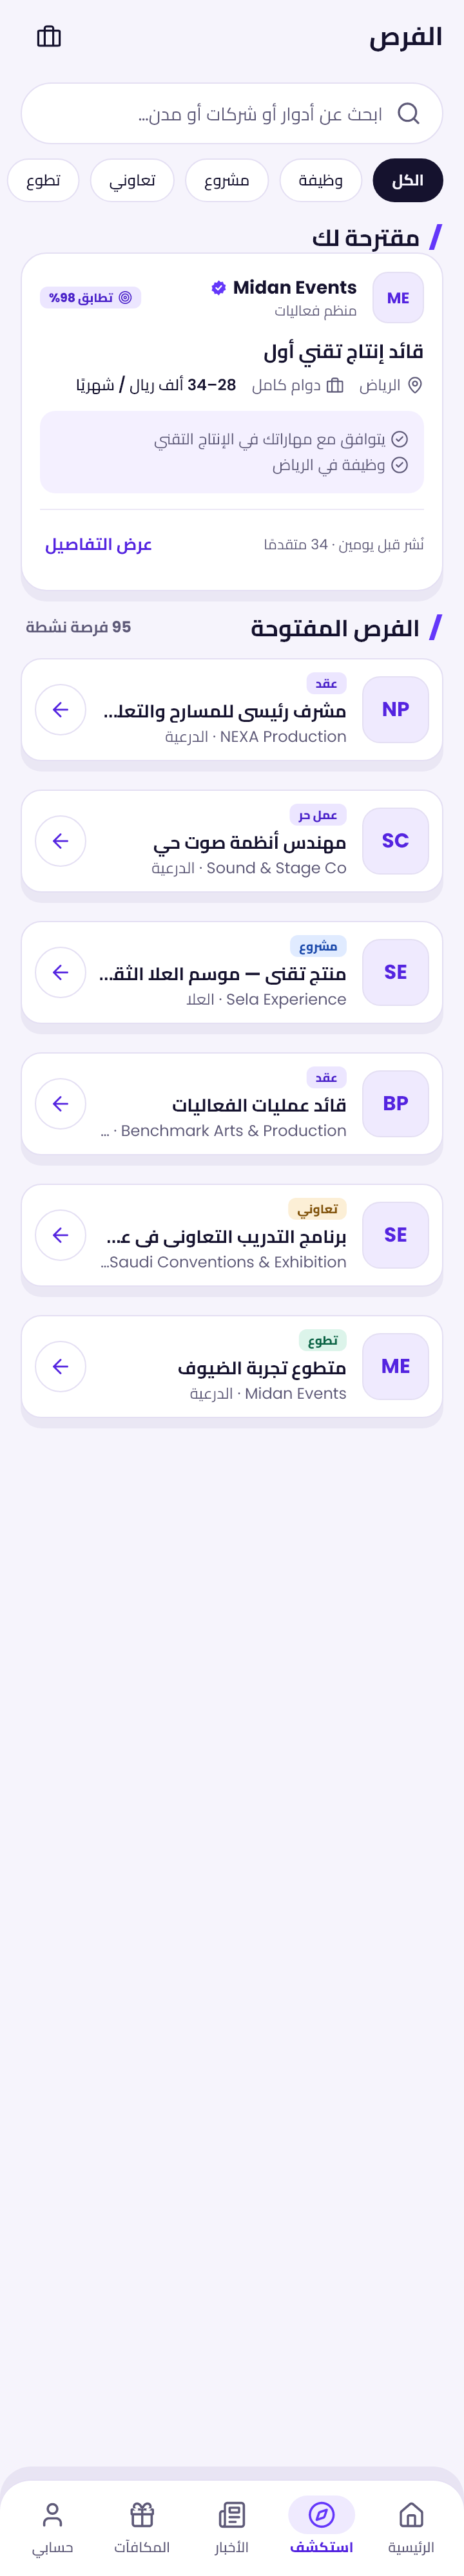 الفرص
ابحث عن أدوار أو شركات أو مدن...
الكل
وظيفة
مشروع
تعاوني
تطوع
مقترحة لك
ME
Midan Events
تطابق 98%
منظم فعاليات
قائد إنتاج تقني أول
الرياض
دوام كامل
28–34 ألف ريال / شهريًا
يتوافق مع مهاراتك في الإنتاج التقني
وظيفة في الرياض
نُشر قبل يومين · 34 متقدمًا
عرض التفاصيل
الفرص المفتوحة
95 فرصة نشطة
NP
عقد
مشرف رئيسي للمسارح والتعلـ...
NEXA Production · الدرعية
SC
عمل حر
مهندس أنظمة صوت حي
Sound & Stage Co · الدرعية
SE
مشروع
منتج تقني — موسم العلا الثقـ...
Sela Experience · العلا
BP
عقد
قائد عمليات الفعاليات
Benchmark Arts & Production · ...
SE
تعاوني
برنامج التدريب التعاوني في عـ...
Saudi Conventions & Exhibition...
ME
تطوع
متطوع تجربة الضيوف
Midan Events · الدرعية
الرئيسية
استكشف
الأخبار
المكافآت
حسابي